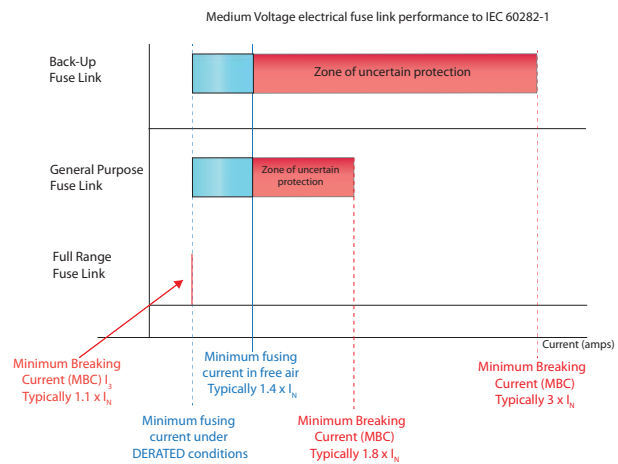 Medium Voltage electrical fuse link performance to IEC 60282-1
Back-Up
Fuse Link
Zone of uncertain protection
General Purpose
Fuse Link
Zone of uncertain
protection
Full Range
Fuse Link
Current (amps)
Minimum Breaking
Current (MBC) I3
Typically 1.1 x IN
Minimum fusing
current in free air
Typically 1.4 x IN
Minimum Breaking
Current (MBC)
Typically 3 x IN
Minimum fusing
current under
DERATED conditions
Minimum Breaking
Current (MBC)
Typically 1.8 x IN